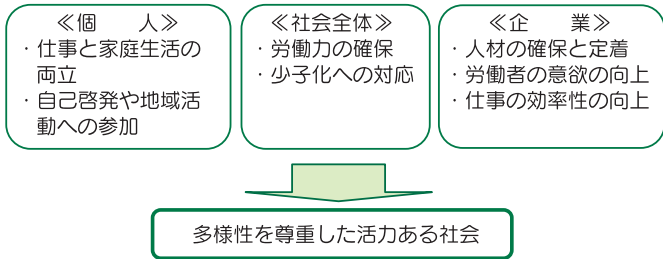 ≪個　　人≫
・仕事と家庭生活の
両立
・自己啓発や地域活
動への参加
≪社会全体≫
・労働力の確保
・少子化への対応
≪企　　業≫
・人材の確保と定着
・労働者の意欲の向上
・仕事の効率性の向上
多様性を尊重した活力ある社会